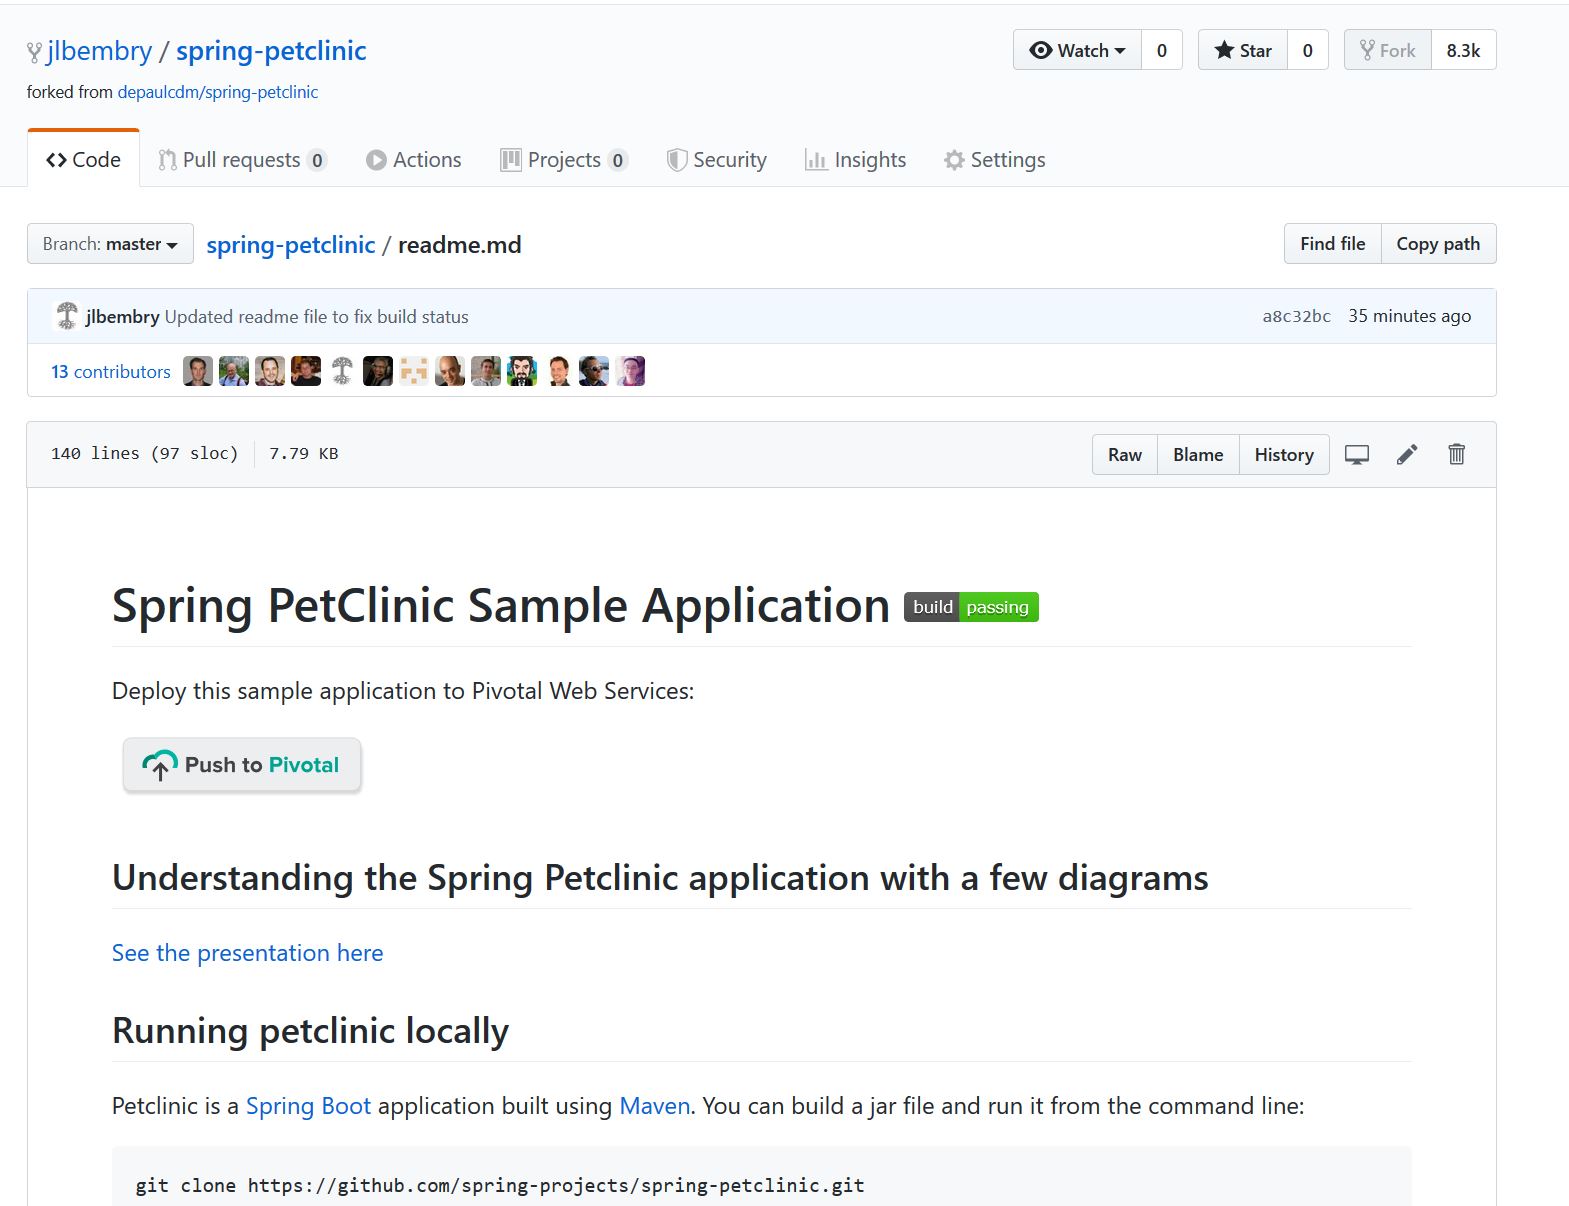 jlbembry / spring-petclinic
Watch 0 Star 0 Fork 8.3k
forked from depaulcdm/spring-petclinic
Code Pull requests 0 Actions Projects 0 Security Insights Settings
Branch: master spring-petclinic / readme.md Find file Copy path
jlbembry Updated readme file to fix build status a8c32bc 35 minutes ago
13 contributors
140 lines (97 sloc) 7.79 KB Raw Blame History
Spring PetClinic Sample Application build passing
Deploy this sample application to Pivotal Web Services:
Push to Pivotal
Understanding the Spring Petclinic application with a few diagrams
See the presentation here
Running petclinic locally
Petclinic is a Spring Boot application built using Maven. You can build a jar file and run it from the command line:
git clone https://github.com/spring-projects/spring-petclinic.git